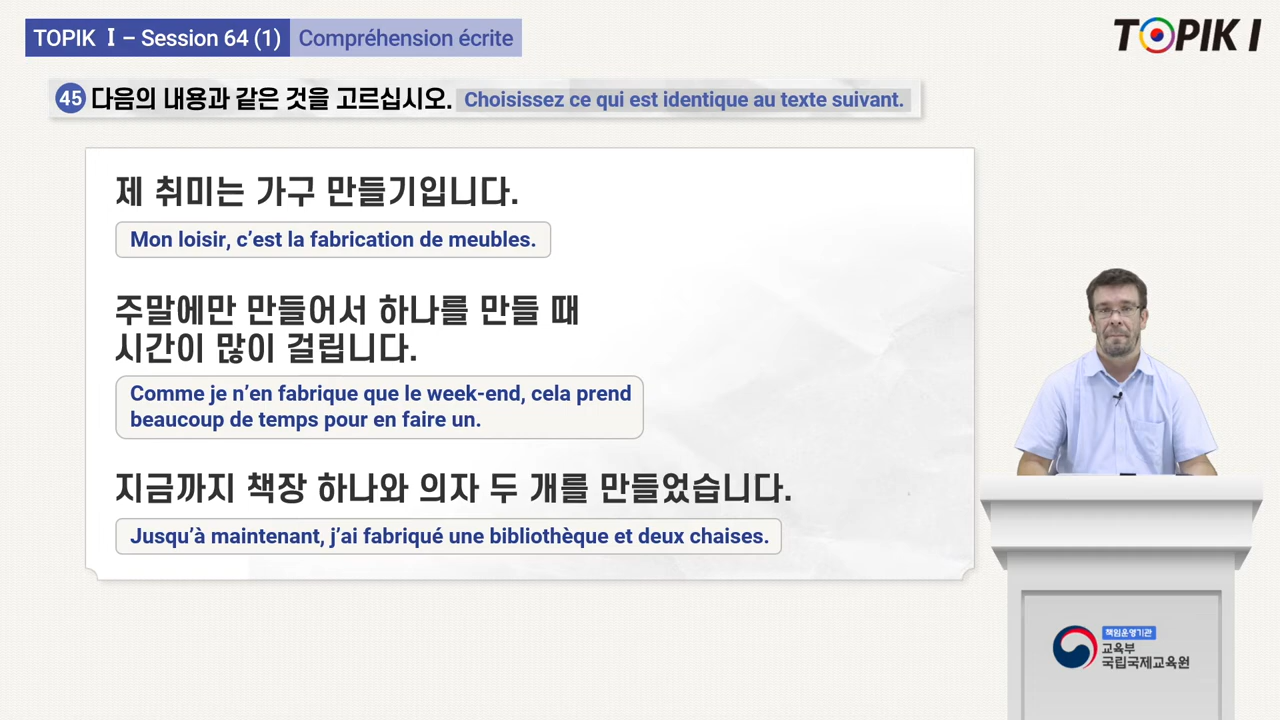 TOPIK Ⅰ – Session 64 (1) Compréhension écrite
TOPIK I
45 다음의 내용과 같은 것을 고르십시오. Choisissez ce qui est identique au texte suivant.
제 취미는 가구 만들기입니다.
Mon loisir, c’est la fabrication de meubles.
주말에만 만들어서 하나를 만들 때
시간이 많이 걸립니다.
Comme je n’en fabrique que le week-end, cela prend
beaucoup de temps pour en faire un.
지금까지 책장 하나와 의자 두 개를 만들었습니다.
Jusqu’à maintenant, j’ai fabriqué une bibliothèque et deux chaises.
책임운영기관
교육부
국립국제교육원